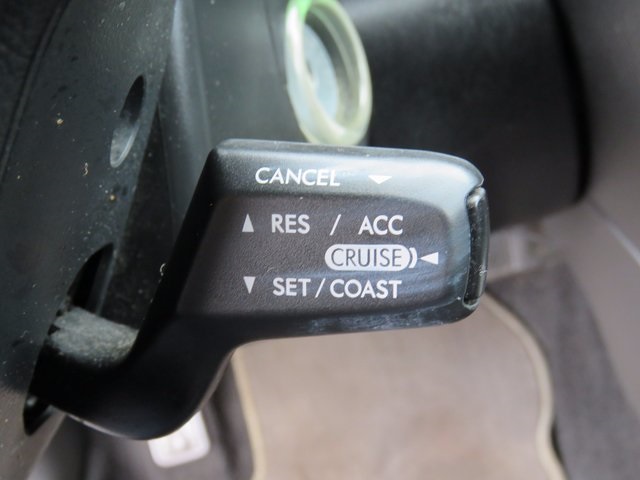 CANCEL
RES / ACC
CRUISE
SET / COAST